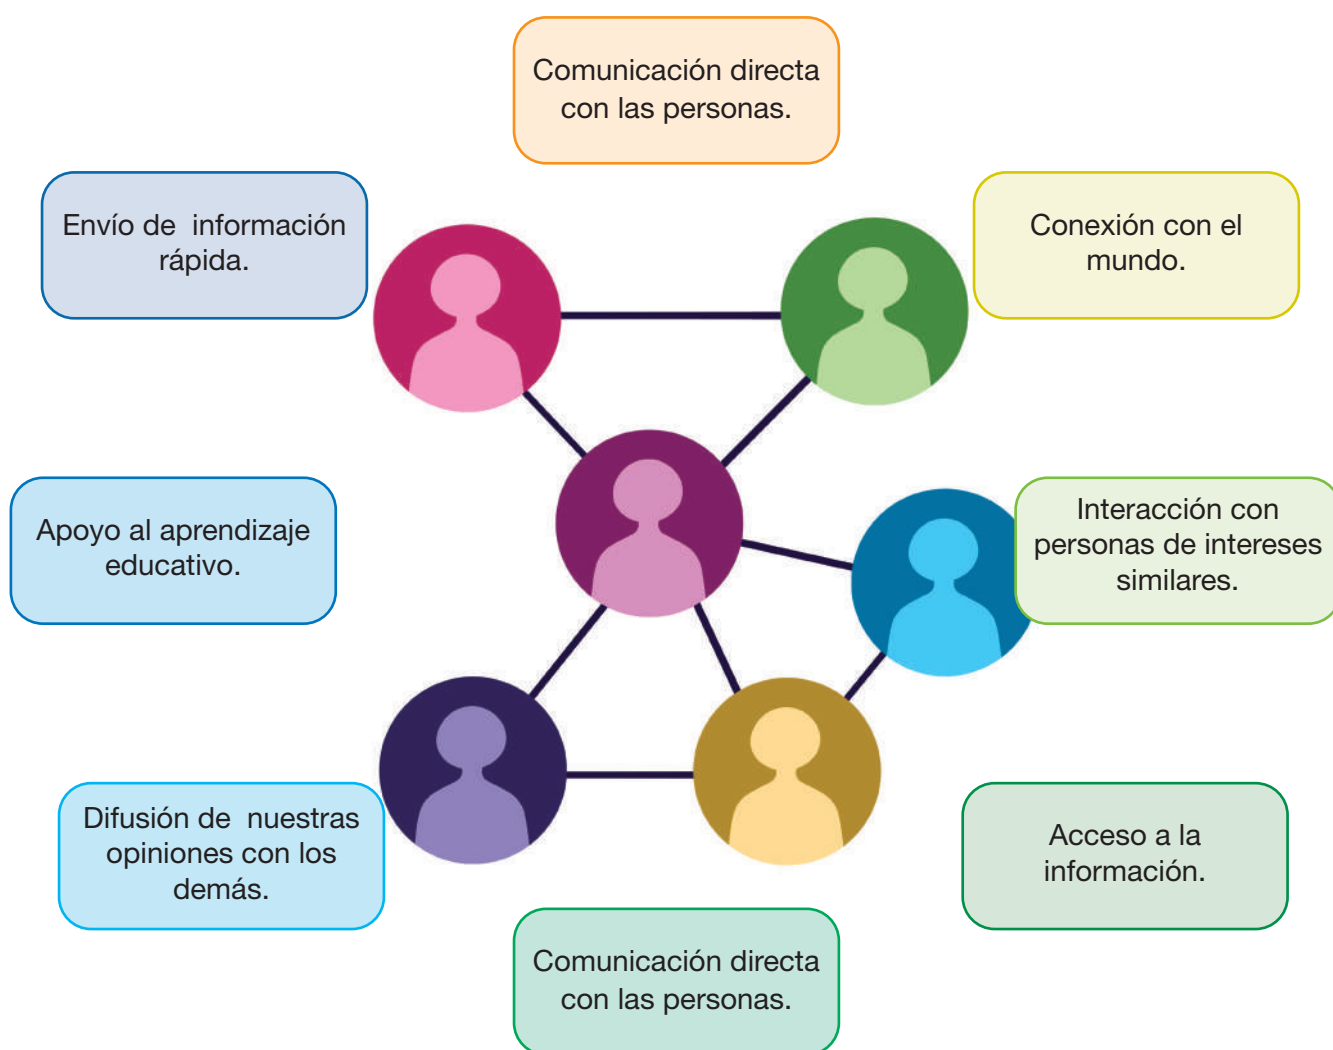 Comunicación directa
con las personas.
Envío de  información
rápida.
Conexión con el
mundo.
Apoyo al aprendizaje
educativo.
Interacción con
personas de intereses
similares.
Difusión de  nuestras
opiniones con los
demás.
Acceso a la
información.
Comunicación directa
con las personas.